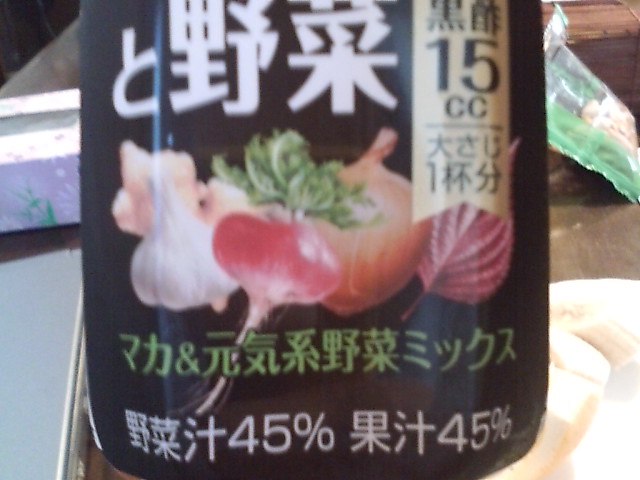 と野菜
黒酢
15
cc
大さじ
1杯分
マカ&元気系野菜ミックス
野菜汁45% 果汁45%